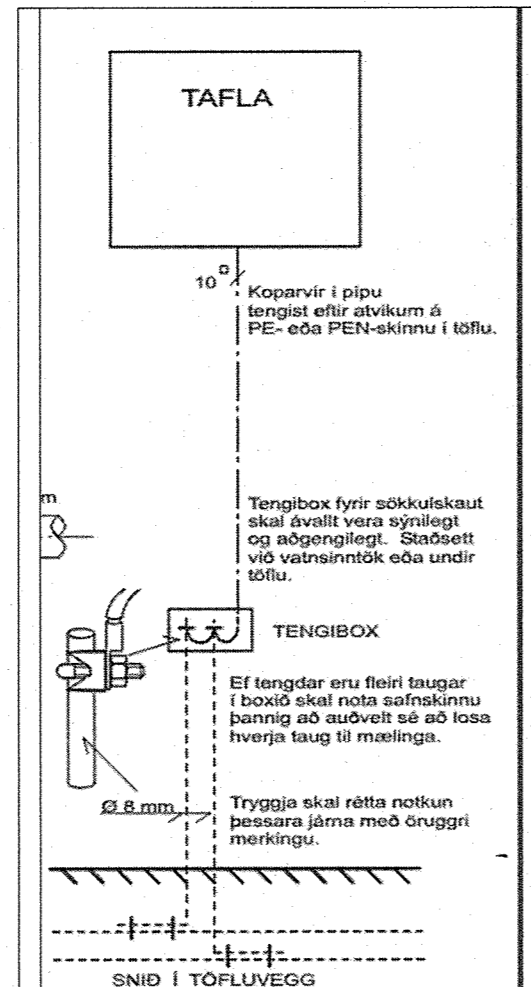 TAFLA
10
Koparvír í pípu
tengist eftir atvikum á
PE- eða PEN-skinnu í töflu.
m
Tengibox fyrir sökkulskaut
skal ávallt vera sýnilegt
og aðgengilegt. Staðsett
við vatnsinntök eða undir
töflu.
TENGIBOX
Ef tengdar eru fleiri taugar
í boxið skal nota safnskinnu
þannig að auðvelt sé að losa
hverja taug til mælinga.
Ø 8 mm
Tryggja skal rétta notkun
þessara járna með öruggri
merkingu.
SNIÐ Í TÖFLUVEGG